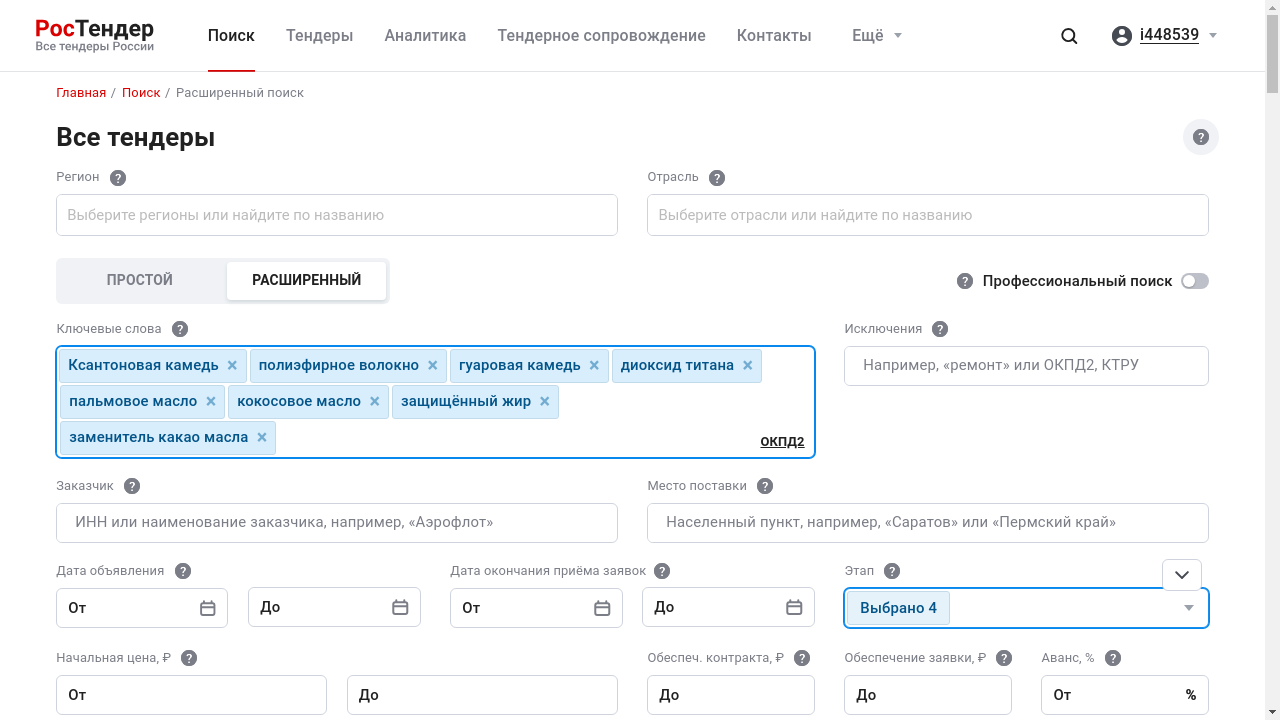 РосТендер
Все тендеры России
Поиск Тендеры Аналитика Тендерное сопровождение Контакты Ещё i448539
Главная / Поиск / Расширенный поиск
Все тендеры ?
Регион ? Отрасль ?
Выберите регионы или найдите по названию Выберите отрасли или найдите по названию
ПРОСТОЙ РАСШИРЕННЫЙ ? Профессиональный поиск
Ключевые слова ? Исключения ?
Ксантоновая камедь × полиэфирное волокно × гуаровая камедь × диоксид титана × Например, «ремонт» или ОКПД2, КТРУ
пальмовое масло × кокосовое масло × защищённый жир ×
заменитель какао масла × ОКПД2
Заказчик ? Место поставки ?
ИНН или наименование заказчика, например, «Аэрофлот» Населенный пункт, например, «Саратов» или «Пермский край»
Дата объявления ? Дата окончания приёма заявок ? Этап ?
От До От До Выбрано 4
Начальная цена, ₽ ? Обеспеч. контракта, ₽ ? Обеспечение заявки, ₽ ? Аванс, % ?
От До До До От %